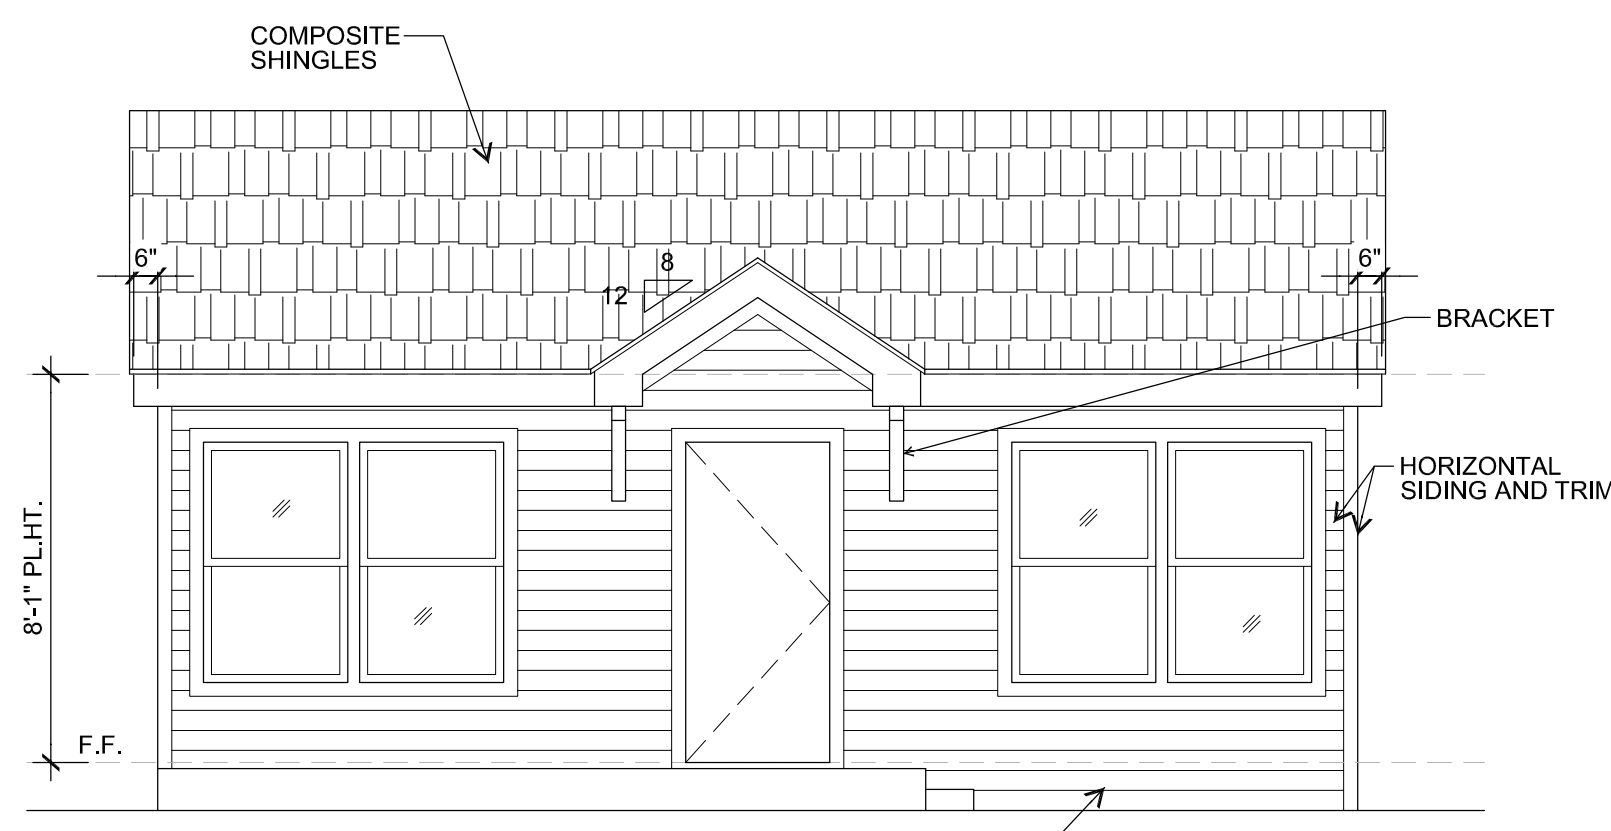 COMPOSITE
SHINGLES
6"
8
6"
12
BRACKET
HORIZONTAL
SIDING AND TRIM
8'-1" PL.HT.
F.F.